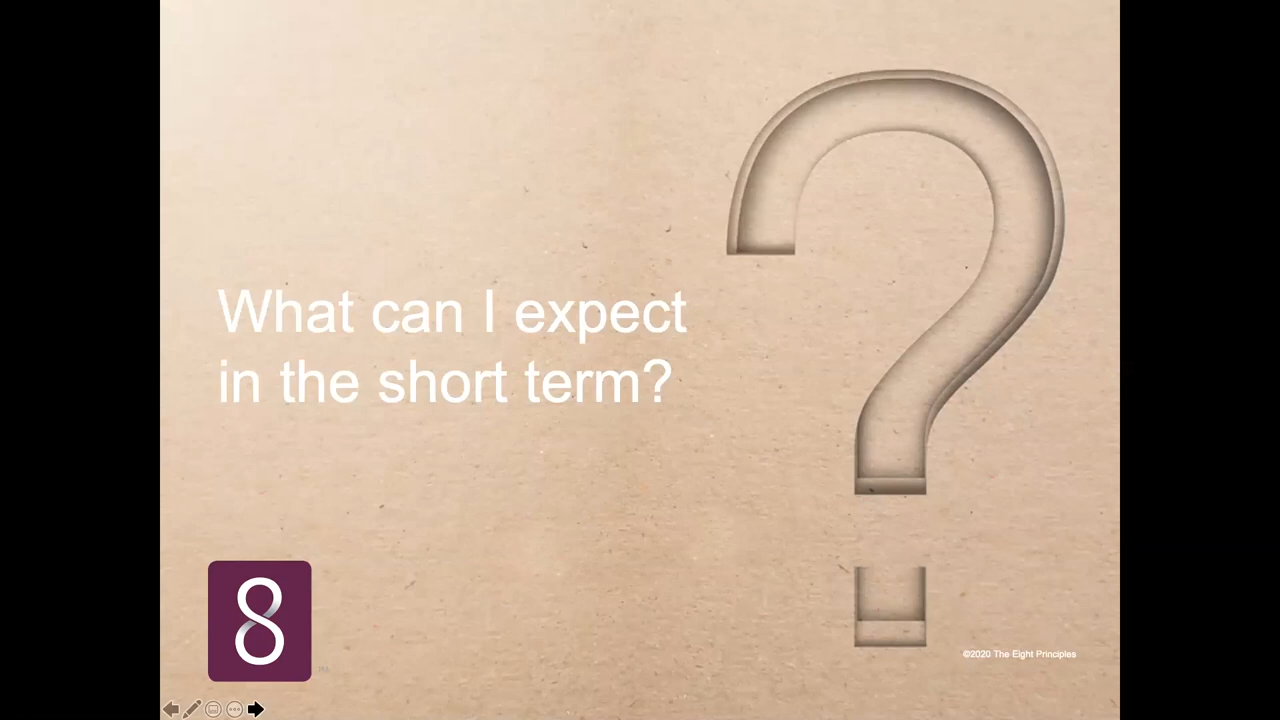 What can I expect
in the short term?
8
©2020 The Eight Principles